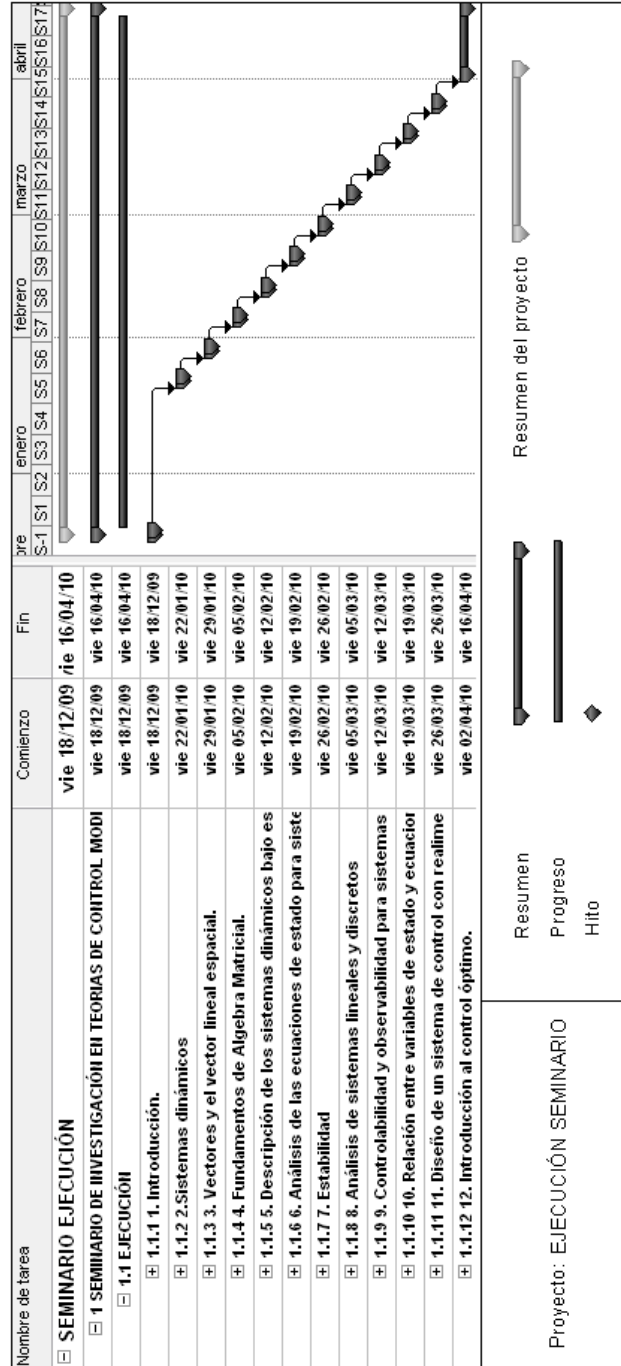 Nombre de tarea Comienzo Fin bre enero febrero marzo abril
S-1 S1 S2 S3 S4 S5 S6 S7 S8 S9 S10 S11 S12 S13 S14 S15 S16 S17
SEMINARIO EJECUCIÓN vie 18/12/09 vie 16/04/10
1 SEMINARIO DE INVESTIGACIÓN EN TEORIAS DE CONTROL MODI vie 18/12/09 vie 16/04/10
1.1 EJECUCIÓN vie 18/12/09 vie 16/04/10
1.1.1 1. Introducción. vie 18/12/09 vie 18/12/09
1.1.2 2.Sistemas dinámicos vie 22/01/10 vie 22/01/10
1.1.3 3. Vectores y el vector lineal espacial. vie 29/01/10 vie 29/01/10
1.1.4 4. Fundamentos de Algebra Matricial. vie 05/02/10 vie 05/02/10
1.1.5 5. Descripción de los sistemas dinámicos bajo es vie 12/02/10 vie 12/02/10
1.1.6 6. Análisis de las ecuaciones de estado para siste vie 19/02/10 vie 19/02/10
1.1.7 7. Estabilidad vie 26/02/10 vie 26/02/10
1.1.8 8. Análisis de sistemas lineales y discretos vie 05/03/10 vie 05/03/10
1.1.9 9. Controlabilidad y observabilidad para sistemas vie 12/03/10 vie 12/03/10
1.1.10 10. Relación entre variables de estado y ecuacior vie 19/03/10 vie 19/03/10
1.1.11 11. Diseño de un sistema de control con realime vie 26/03/10 vie 26/03/10
1.1.12 12. Introducción al control óptimo. vie 02/04/10 vie 16/04/10
Proyecto: EJECUCIÓN SEMINARIO
Resumen
Progreso
Hito
Resumen del proyecto